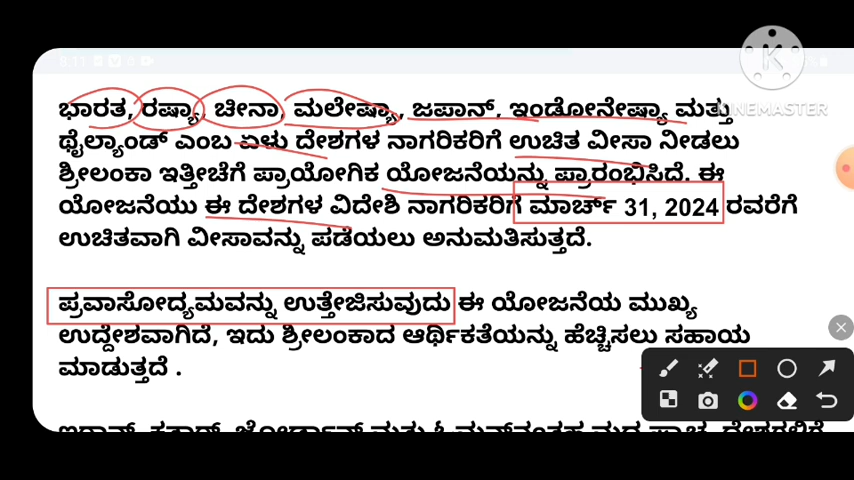 8:11
KINEMASTER
ಭಾರತ, ರಷ್ಯಾ, ಚೀನಾ, ಮಲೇಷ್ಯಾ, ಜಪಾನ್, ಇಂಡೋನೇಷ್ಯಾ ಮತ್ತು
ಥೈಲ್ಯಾಂಡ್ ಎಂಬ ಏಳು ದೇಶಗಳ ನಾಗರಿಕರಿಗೆ ಉಚಿತ ವೀಸಾ ನೀಡಲು
ಶ್ರೀಲಂಕಾ ಇತ್ತೀಚೆಗೆ ಪ್ರಾಯೋಗಿಕ ಯೋಜನೆಯನ್ನು ಪ್ರಾರಂಭಿಸಿದೆ. ಈ
ಯೋಜನೆಯು ಈ ದೇಶಗಳ ವಿದೇಶಿ ನಾಗರಿಕರಿಗೆ ಮಾರ್ಚ್ 31, 2024 ರವರೆಗೆ
ಉಚಿತವಾಗಿ ವೀಸಾವನ್ನು ಪಡೆಯಲು ಅನುಮತಿಸುತ್ತದೆ.
ಪ್ರವಾಸೋದ್ಯಮವನ್ನು ಉತ್ತೇಜಿಸುವುದು ಈ ಯೋಜನೆಯ ಮುಖ್ಯ
ಉದ್ದೇಶವಾಗಿದೆ, ಇದು ಶ್ರೀಲಂಕಾದ ಆರ್ಥಿಕತೆಯನ್ನು ಹೆಚ್ಚಿಸಲು ಸಹಾಯ
ಮಾಡುತ್ತದೆ .